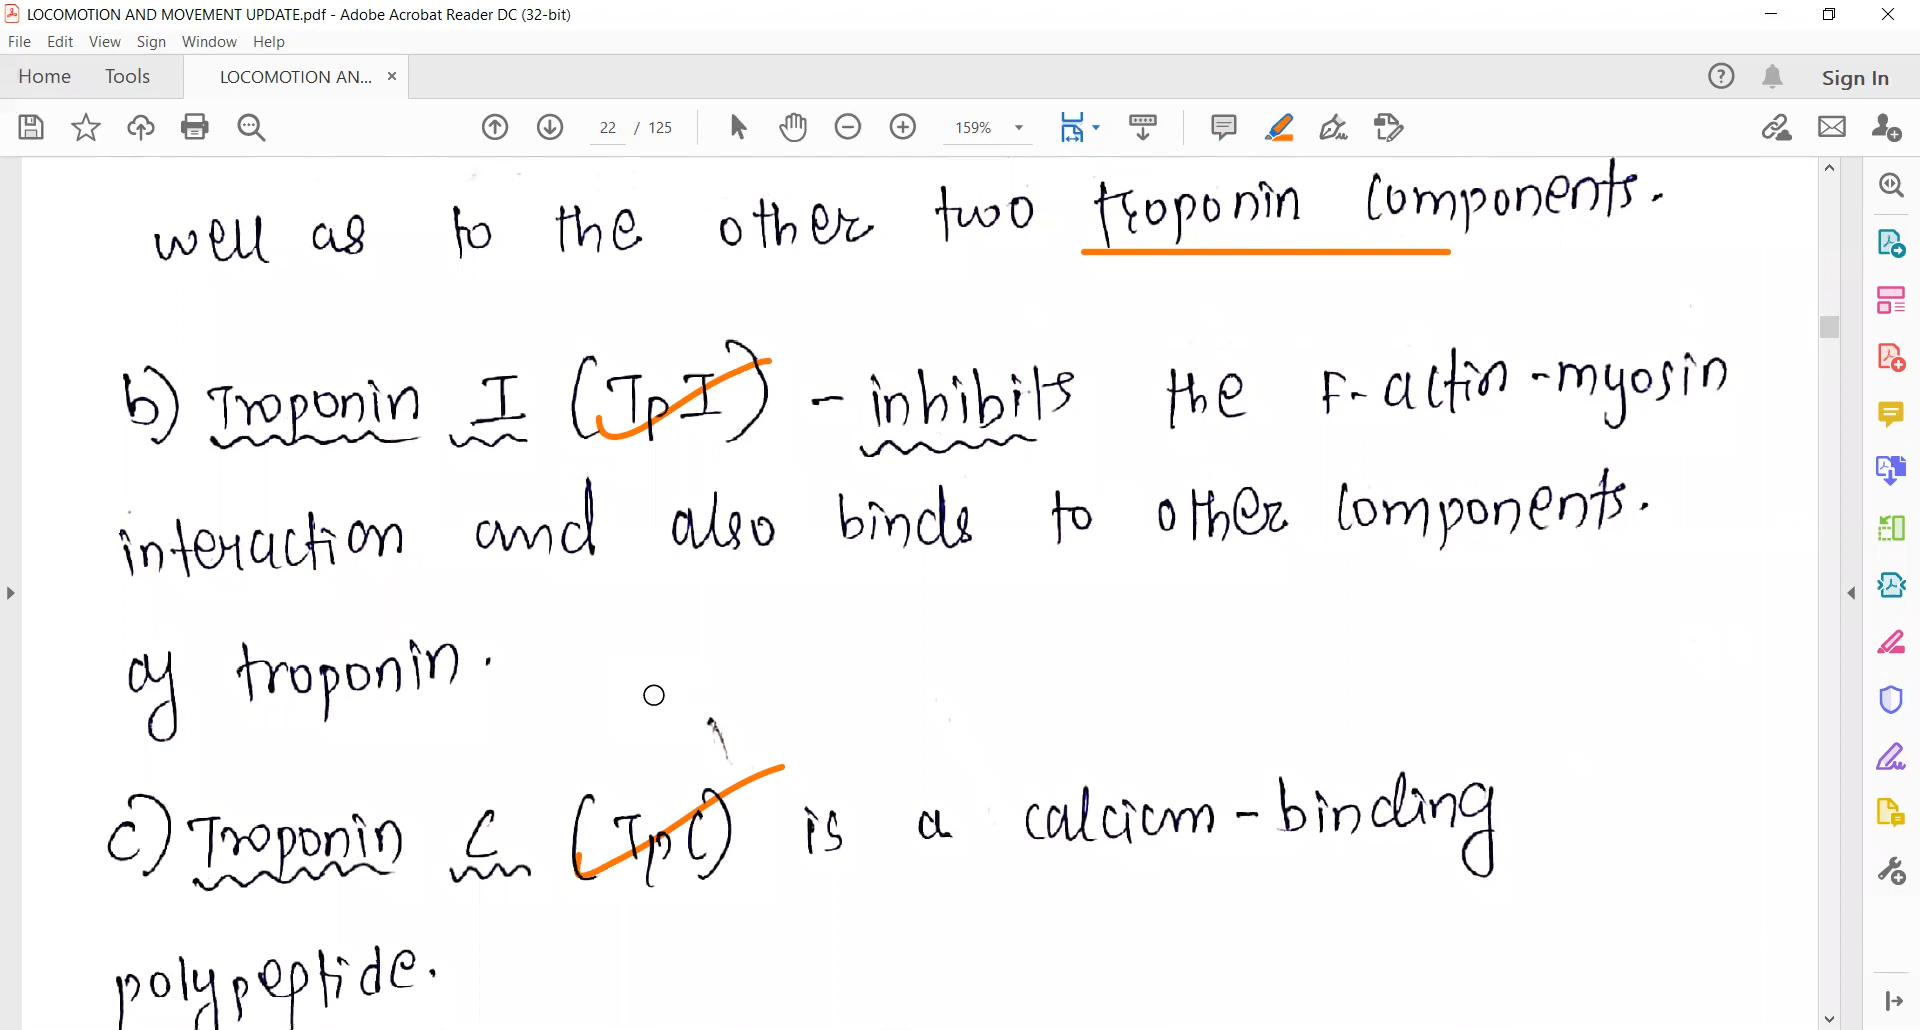 LOCOMOTION AND MOVEMENT UPDATE.pdf - Adobe Acrobat Reader DC (32-bit)
File Edit View Sign Window Help
Home Tools LOCOMOTION AN... × Sign In
22 / 125 159%
well as to the other two troponin components.
b) Troponin I (TpI) - inhibits the F-actin-myosin
interaction and also binds to other components.
of troponin.
c) Troponin C (TpC) is a calcium-binding
polypeptide.